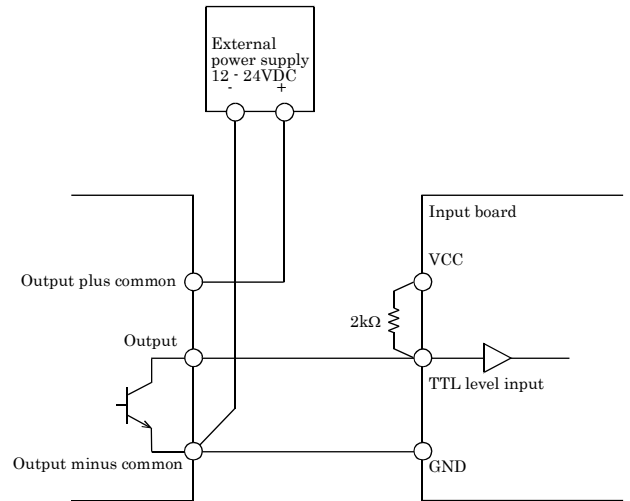 External
power supply
12 - 24VDC
- +
Input board
VCC
Output plus common
2kΩ
Output
TTL level input
Output minus common
GND